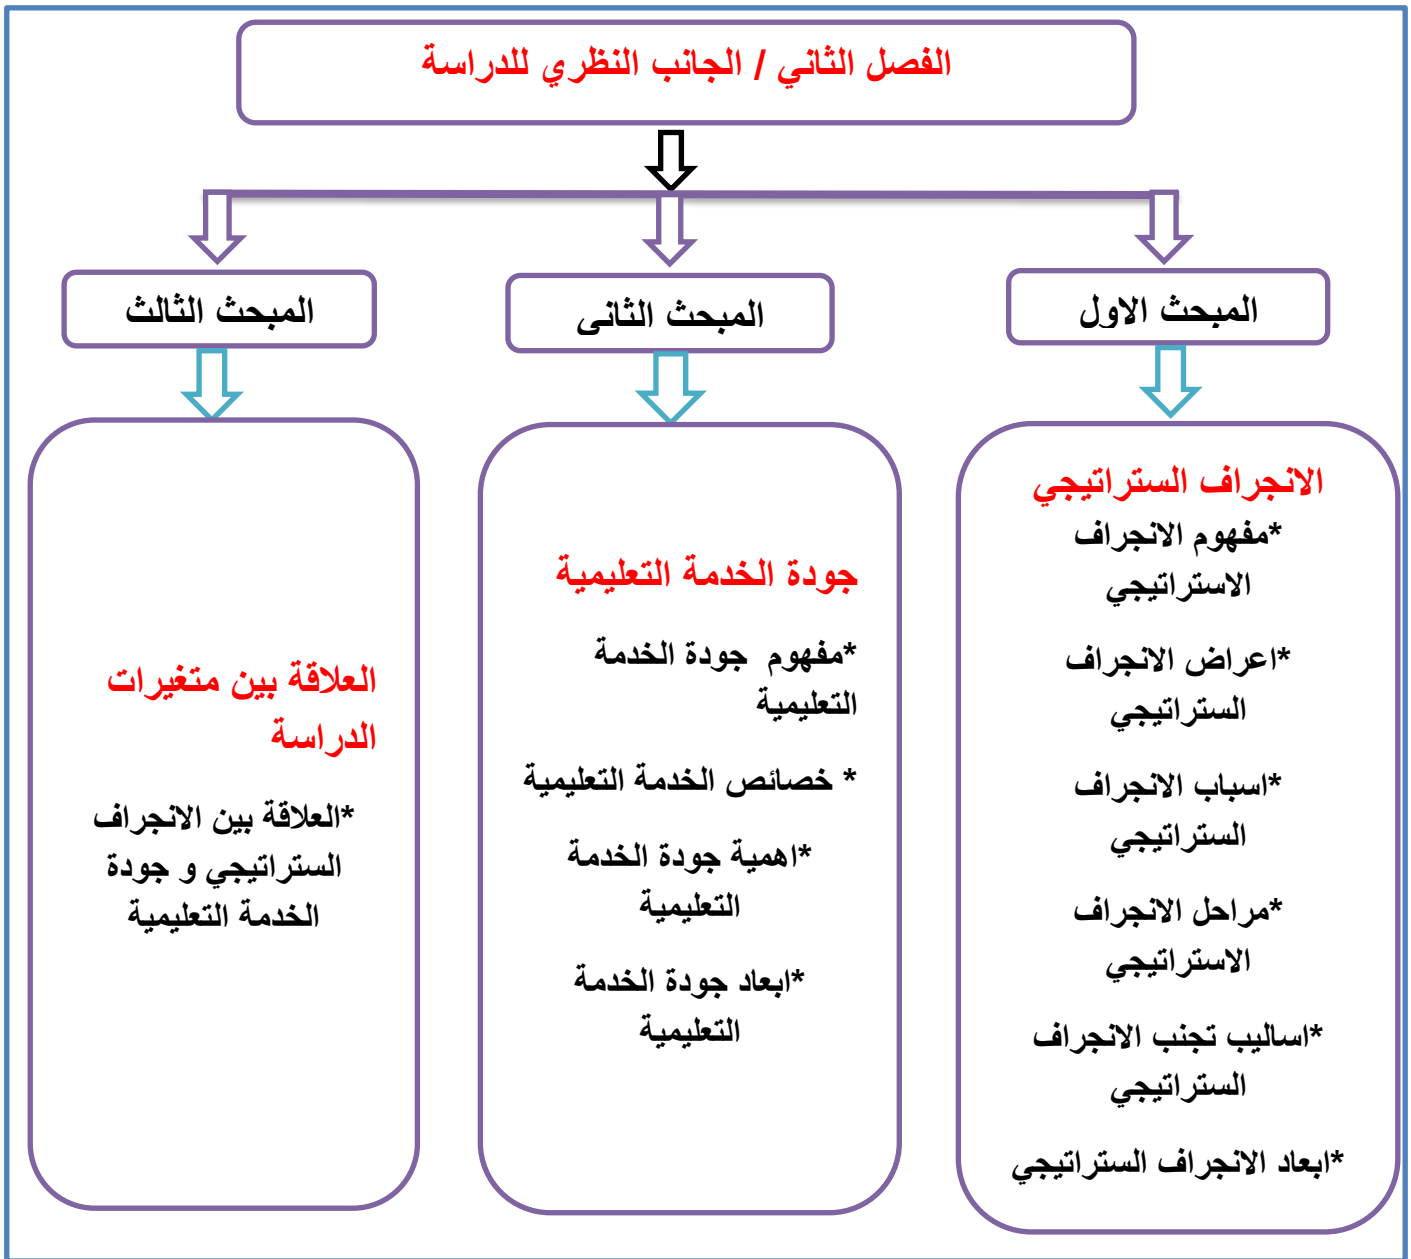 الفصل الثاني / الجانب النظري للدراسة
المبحث الاول
المبحث الثاني
المبحث الثالث
الانجراف الستراتيجي
*مفهوم الانجراف
الاستراتيجي
*اعراض الانجراف
الستراتيجي
*اسباب الانجراف
الستراتيجي
*مراحل الانجراف
الاستراتيجي
*اساليب تجنب الانجراف
الستراتيجي
*ابعاد الانجراف الستراتيجي
جودة الخدمة التعليمية
*مفهوم جودة الخدمة
التعليمية
* خصائص الخدمة التعليمية
*اهمية جودة الخدمة
التعليمية
*ابعاد جودة الخدمة
التعليمية
العلاقة بين متغيرات
الدراسة
*العلاقة بين الانجراف
الستراتيجي و جودة
الخدمة التعليمية